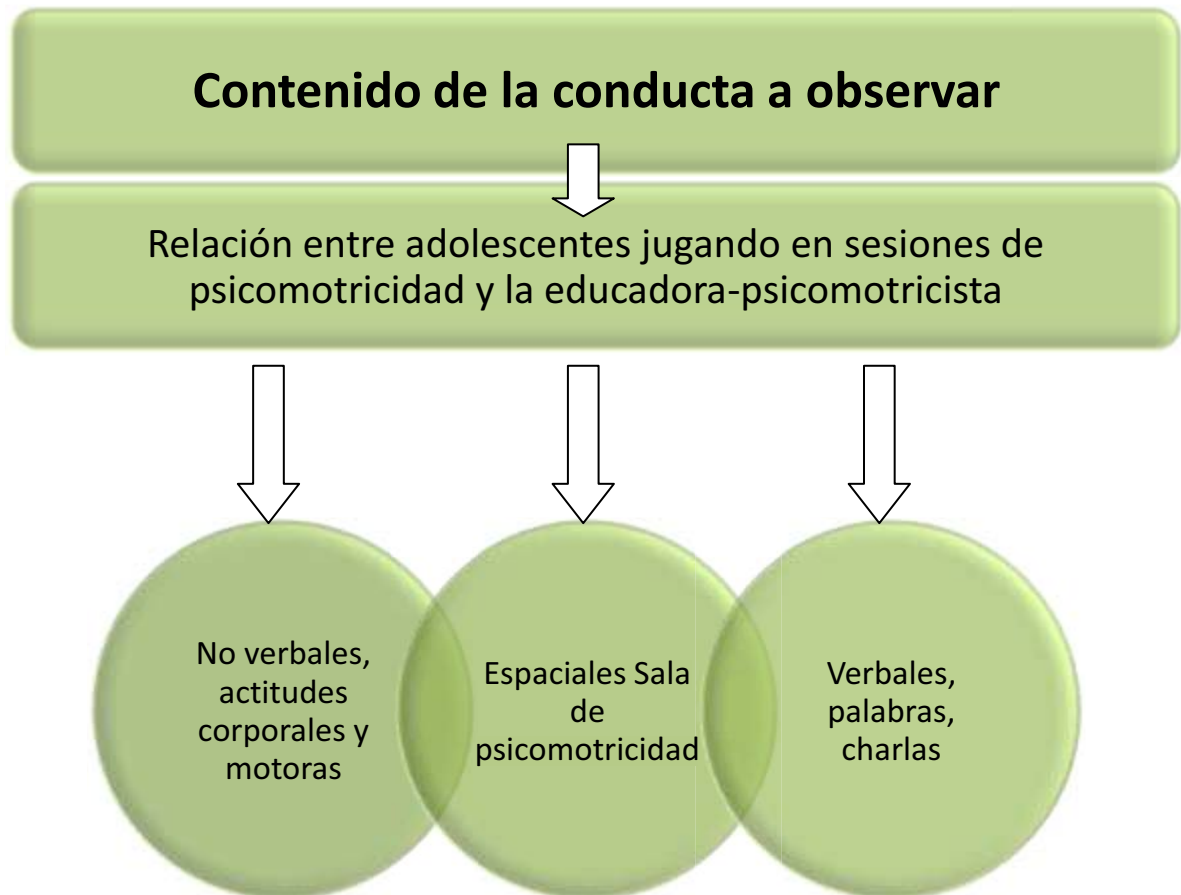 Contenido de la conducta a observar
Relación entre adolescentes jugando en sesiones de
psicomotricidad y la educadora-psicomotricista
No verbales,
actitudes
corporales y
motoras
Espaciales Sala
de
psicomotricidad
Verbales,
palabras,
charlas